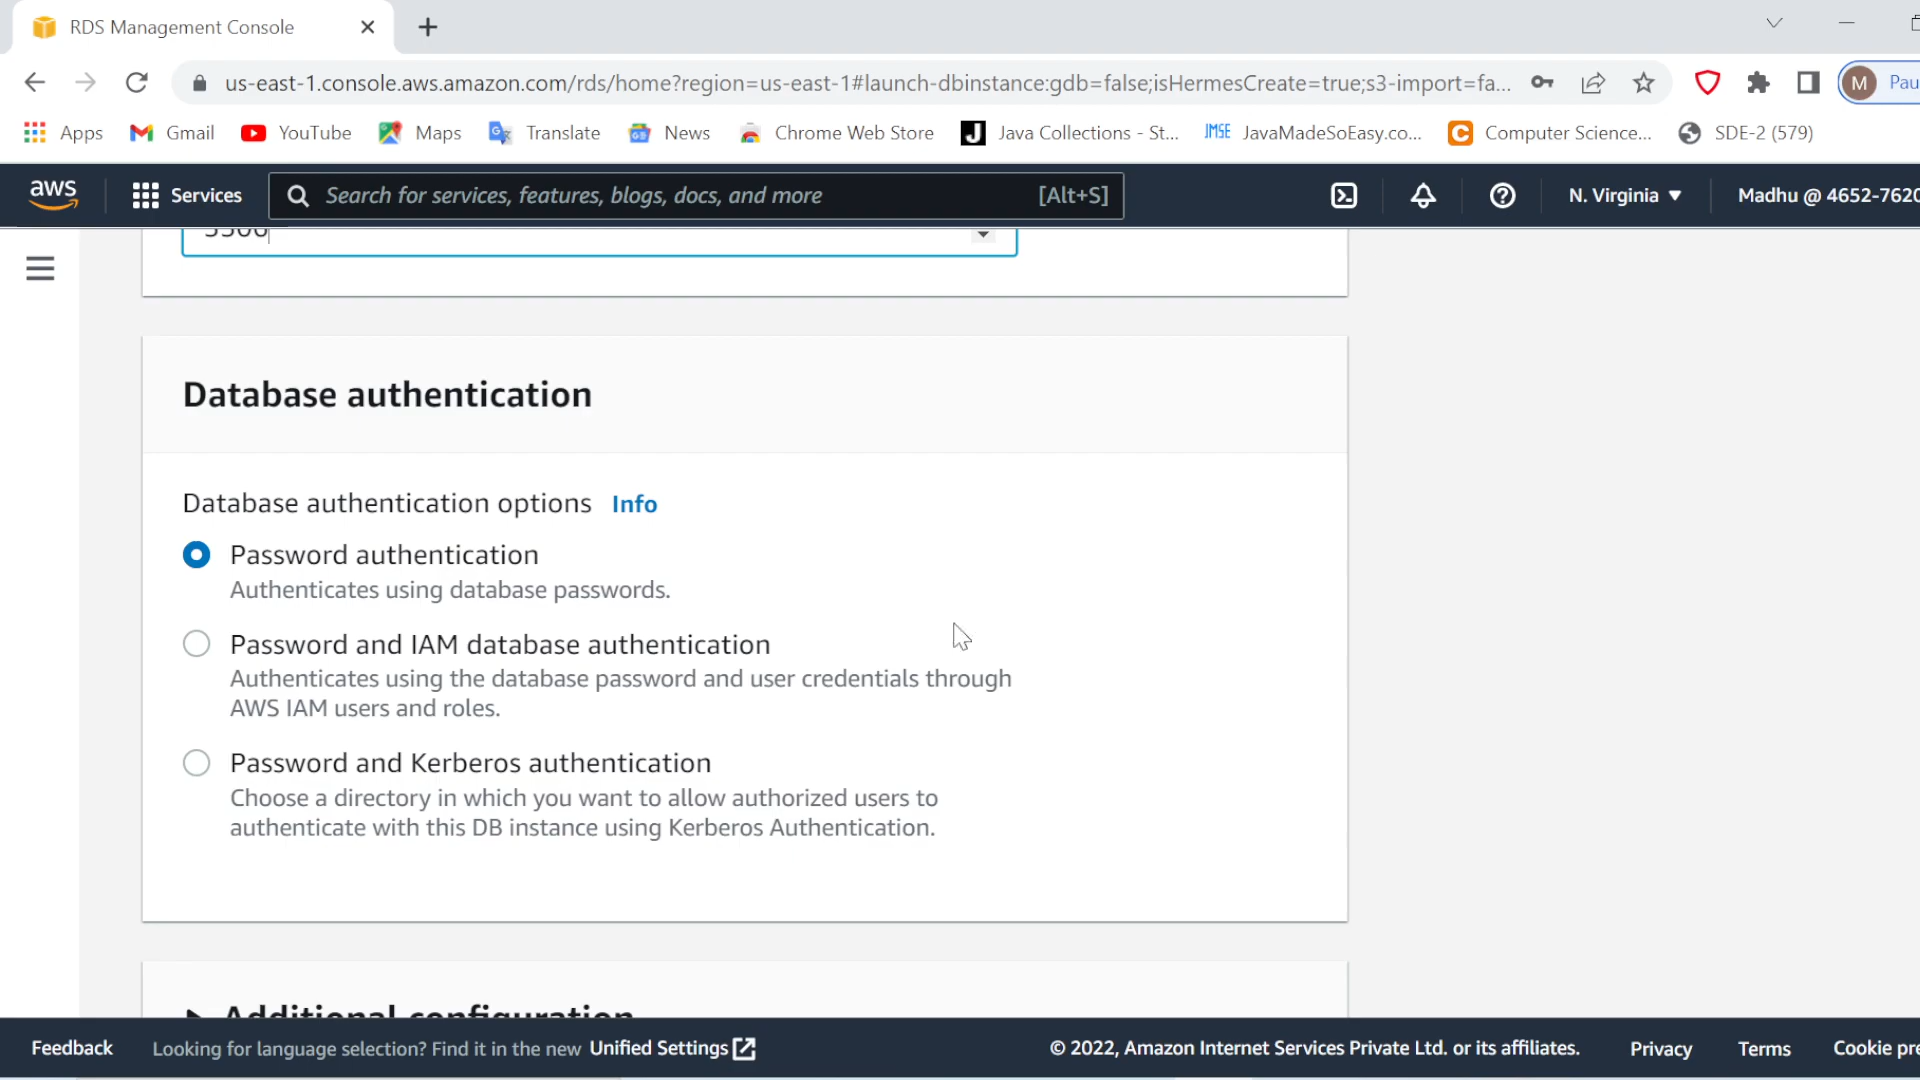 RDS Management Console
us-east-1.console.aws.amazon.com/rds/home?region=us-east-1#launch-dbinstance:gdb=false;isHermesCreate=true;s3-import=fa...
M Pau
Apps Gmail YouTube Maps Translate News Chrome Web Store J Java Collections - St... JMSE JavaMadeSoEasy.co... C Computer Science... SDE-2 (579)
aws Services Search for services, features, blogs, docs, and more [Alt+S] N. Virginia Madhu @ 4652-7620
Database authentication
Database authentication options Info
Password authentication
Authenticates using database passwords.
Password and IAM database authentication
Authenticates using the database password and user credentials through
AWS IAM users and roles.
Password and Kerberos authentication
Choose a directory in which you want to allow authorized users to
authenticate with this DB instance using Kerberos Authentication.
Additional configuration
Feedback Looking for language selection? Find it in the new Unified Settings © 2022, Amazon Internet Services Private Ltd. or its affiliates. Privacy Terms Cookie pre